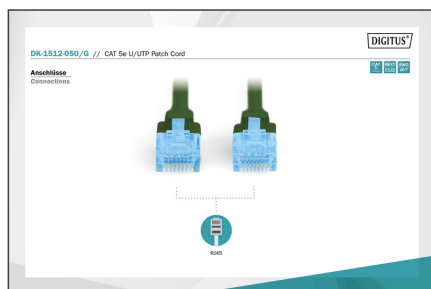 DIGITUS®
DK-1512-050/G // CAT 5e U/UTP Patch Cord
Anschlüsse
Connections
RJ45